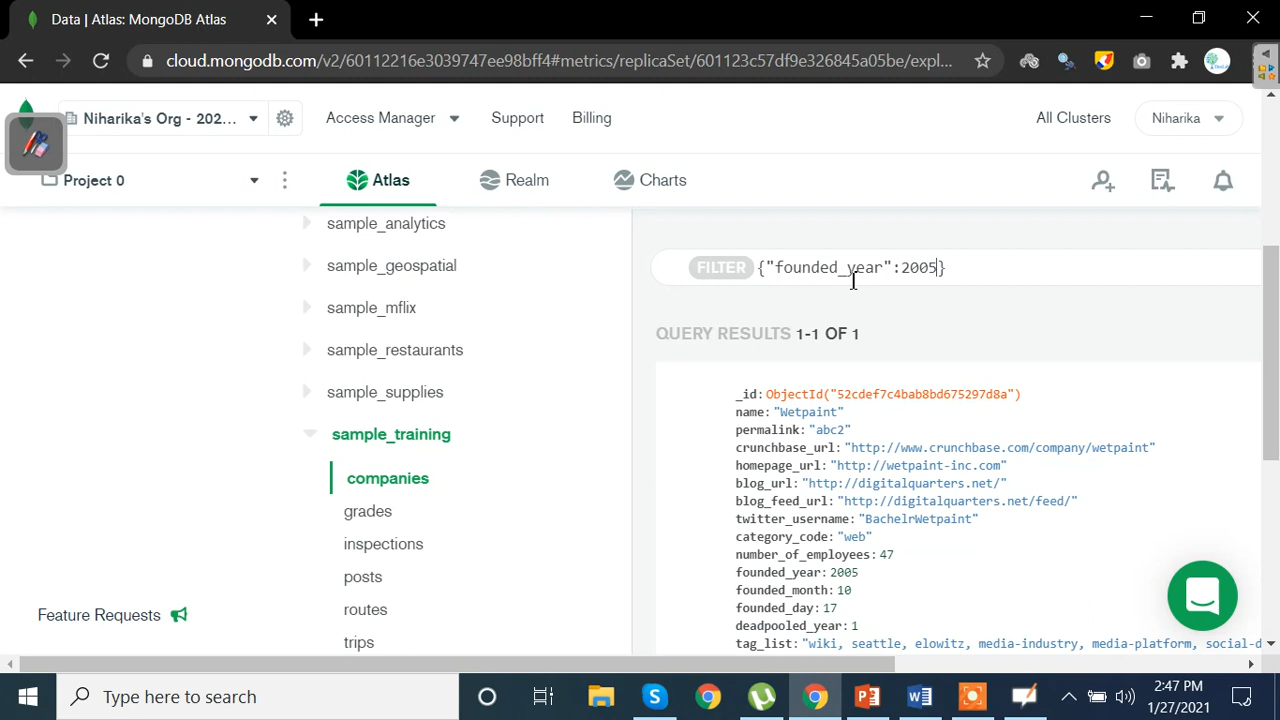 Data | Atlas: MongoDB Atlas
cloud.mongodb.com/v2/60112216e3039747ee98bff4#metrics/replicaSet/601123c57df9e326845a05be/expl...
Niharika's Org - 202...
Access Manager
Support
Billing
All Clusters
Niharika
Project 0
Atlas
Realm
Charts
sample_analytics
sample_geospatial
sample_mflix
sample_restaurants
sample_supplies
sample_training
companies
grades
inspections
posts
routes
trips
Feature Requests
FILTER {"founded_year":2005}
QUERY RESULTS 1-1 OF 1
_id: ObjectId("52cdef7c4bab8bd675297d8a")
name: "Wetpaint"
permalink: "abc2"
crunchbase_url: "http://www.crunchbase.com/company/wetpaint"
homepage_url: "http://wetpaint-inc.com"
blog_url: "http://digitalquarters.net/"
blog_feed_url: "http://digitalquarters.net/feed/"
twitter_username: "BachelrWetpaint"
category_code: "web"
number_of_employees: 47
founded_year: 2005
founded_month: 10
founded_day: 17
deadpooled_year: 1
tag_list: "wiki, seattle, elowitz, media-industry, media-platform, social-d
Type here to search
2:47 PM
1/27/2021